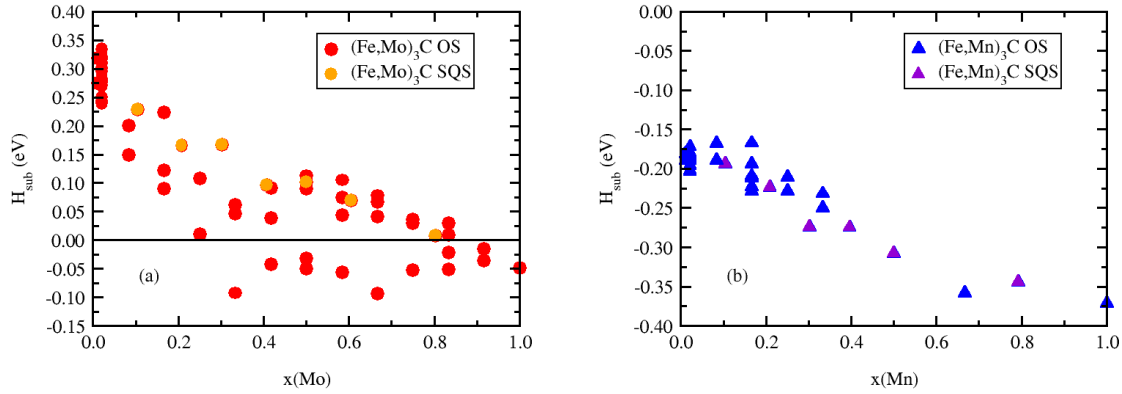 0.40
0.35
0.30
0.25
0.20
0.15
0.10
0.05
0.00
-0.05
-0.10
-0.15
H_sub (eV)
(Fe,Mo)_3C OS
(Fe,Mo)_3C SQS
(a)
0.0 0.2 0.4 0.6 0.8 1.0
x(Mo)
0.00
-0.05
-0.10
-0.15
-0.20
-0.25
-0.30
-0.35
-0.40
H_sub (eV)
(Fe,Mn)_3C OS
(Fe,Mn)_3C SQS
(b)
0.0 0.2 0.4 0.6 0.8 1.0
x(Mn)